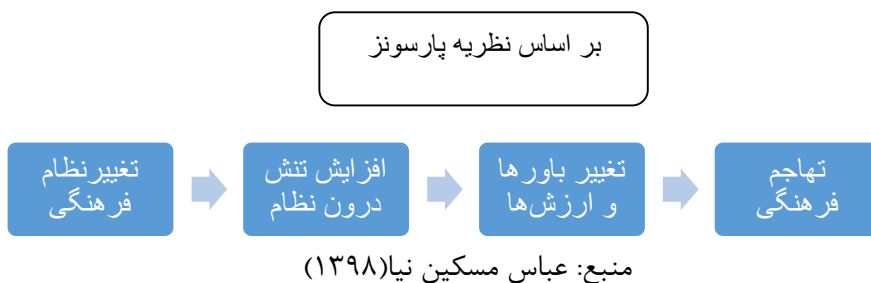 بر اساس نظریه پارسونز
تغییرنظام
فرهنگی
افزایش تنش
درون نظام
تغییر باورها
و ارزش‌ها
تهاجم
فرهنگی
منبع: عباس مسکین نیا(۱۳۹۸)